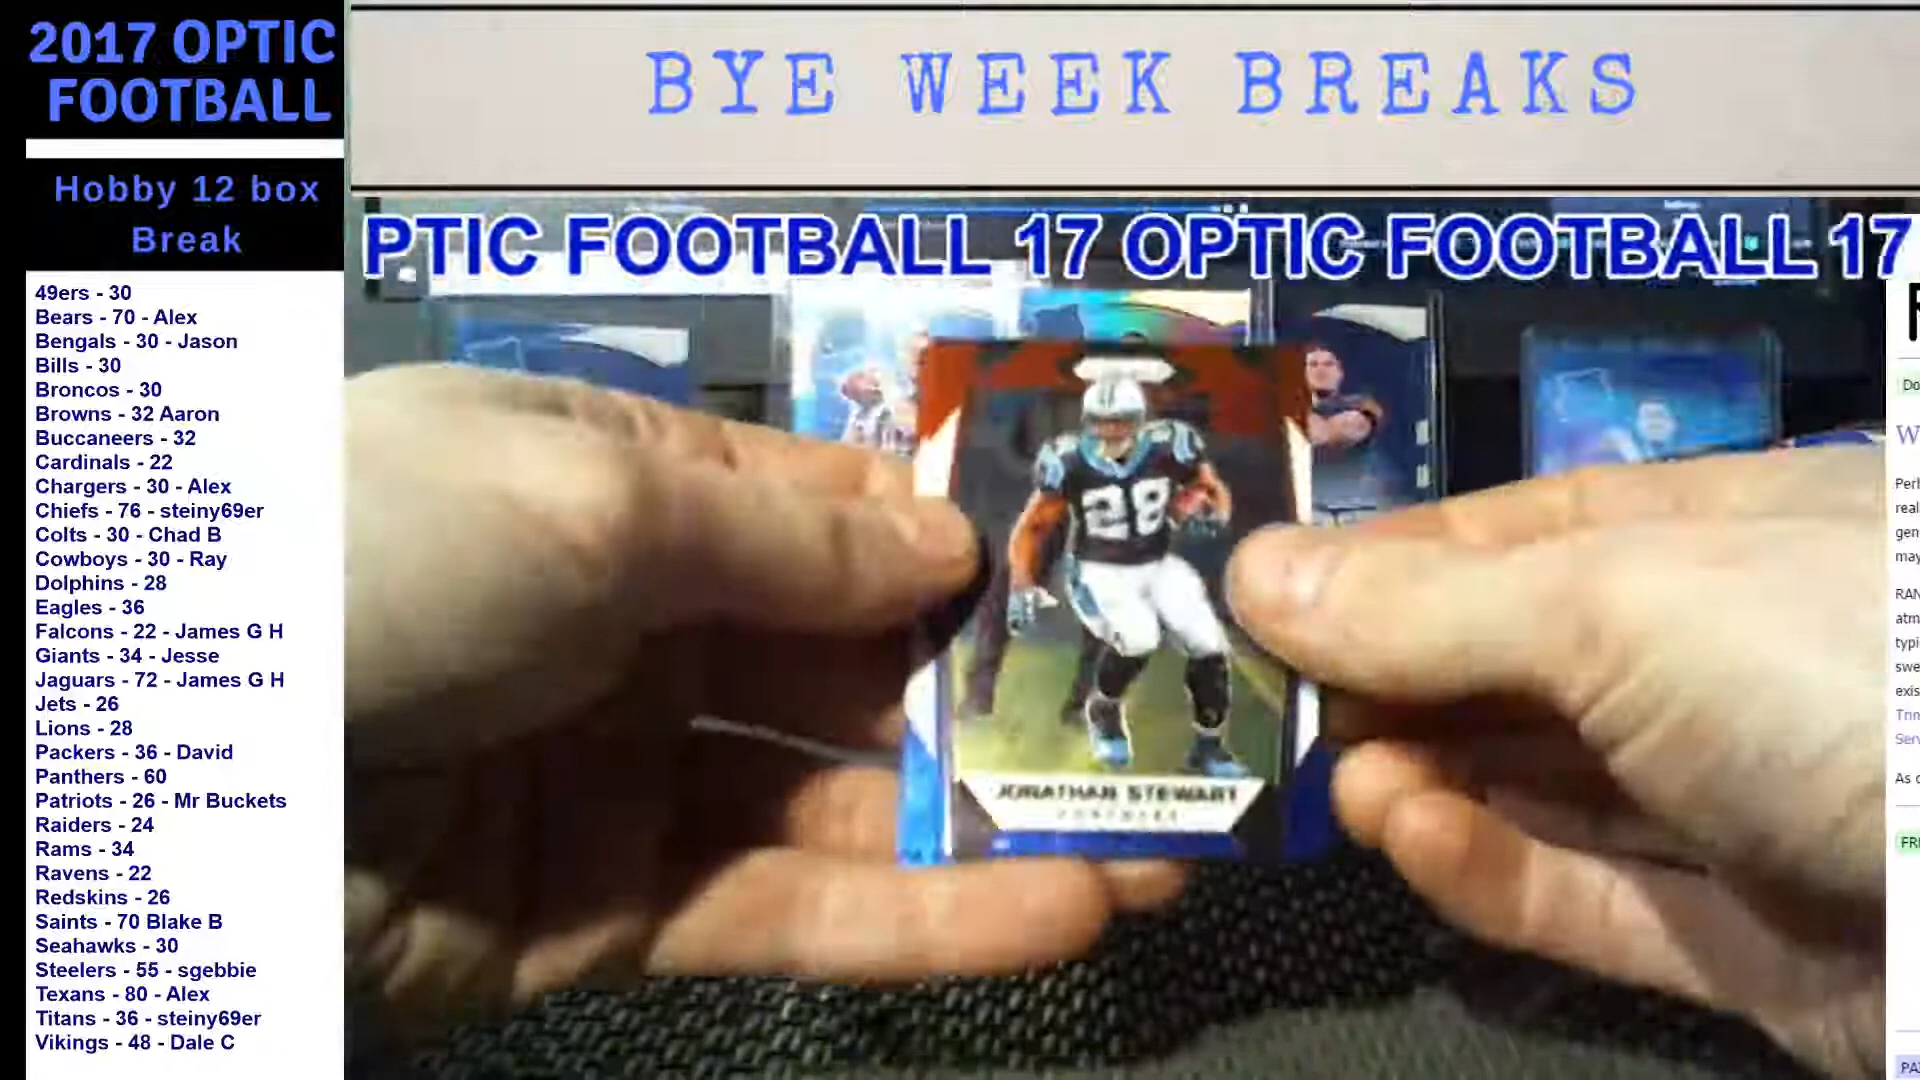 2017 OPTIC
FOOTBALL
Hobby 12 box
Break
49ers - 30
Bears - 70 - Alex
Bengals - 30 - Jason
Bills - 30
Broncos - 30
Browns - 32 Aaron
Buccaneers - 32
Cardinals - 22
Chargers - 30 - Alex
Chiefs - 76 - steiny69er
Colts - 30 - Chad B
Cowboys - 30 - Ray
Dolphins - 28
Eagles - 36
Falcons - 22 - James G H
Giants - 34 - Jesse
Jaguars - 72 - James G H
Jets - 26
Lions - 28
Packers - 36 - David
Panthers - 60
Patriots - 26 - Mr Buckets
Raiders - 24
Rams - 34
Ravens - 22
Redskins - 26
Saints - 70 Blake B
Seahawks - 30
Steelers - 55 - sgebbie
Texans - 80 - Alex
Titans - 36 - steiny69er
Vikings - 48 - Dale C
BYE WEEK BREAKS
PTIC FOOTBALL 17 OPTIC FOOTBALL 17
28
JONATHAN STEWART
PANTHERS